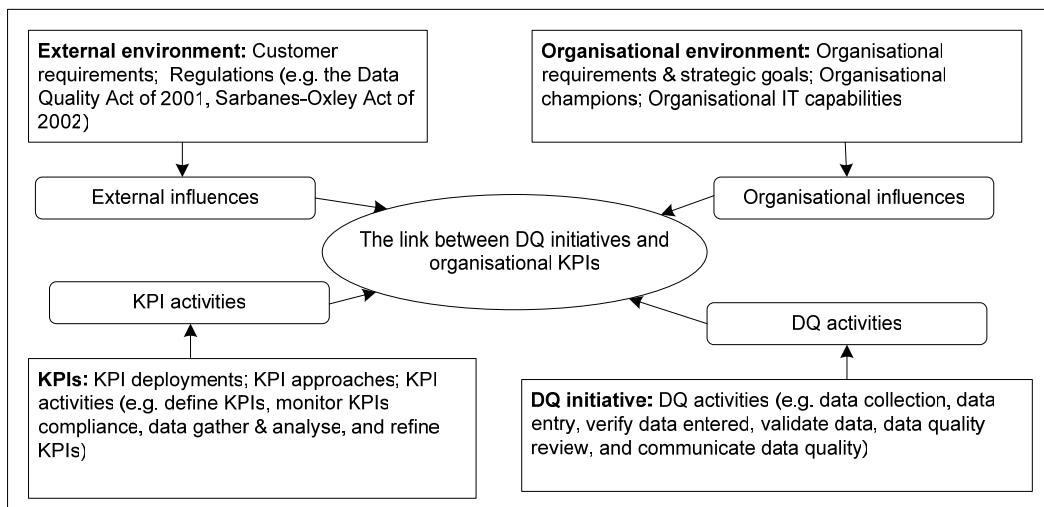 External environment: Customer
requirements; Regulations (e.g. the Data
Quality Act of 2001, Sarbanes-Oxley Act of
2002)
Organisational environment: Organisational
requirements & strategic goals; Organisational
champions; Organisational IT capabilities
External influences
Organisational influences
The link between DQ initiatives and
organisational KPIs
KPI activities
DQ activities
KPIs: KPI deployments; KPI approaches; KPI
activities (e.g. define KPIs, monitor KPIs
compliance, data gather & analyse, and refine
KPIs)
DQ initiative: DQ activities (e.g. data collection, data
entry, verify data entered, validate data, data quality
review, and communicate data quality)